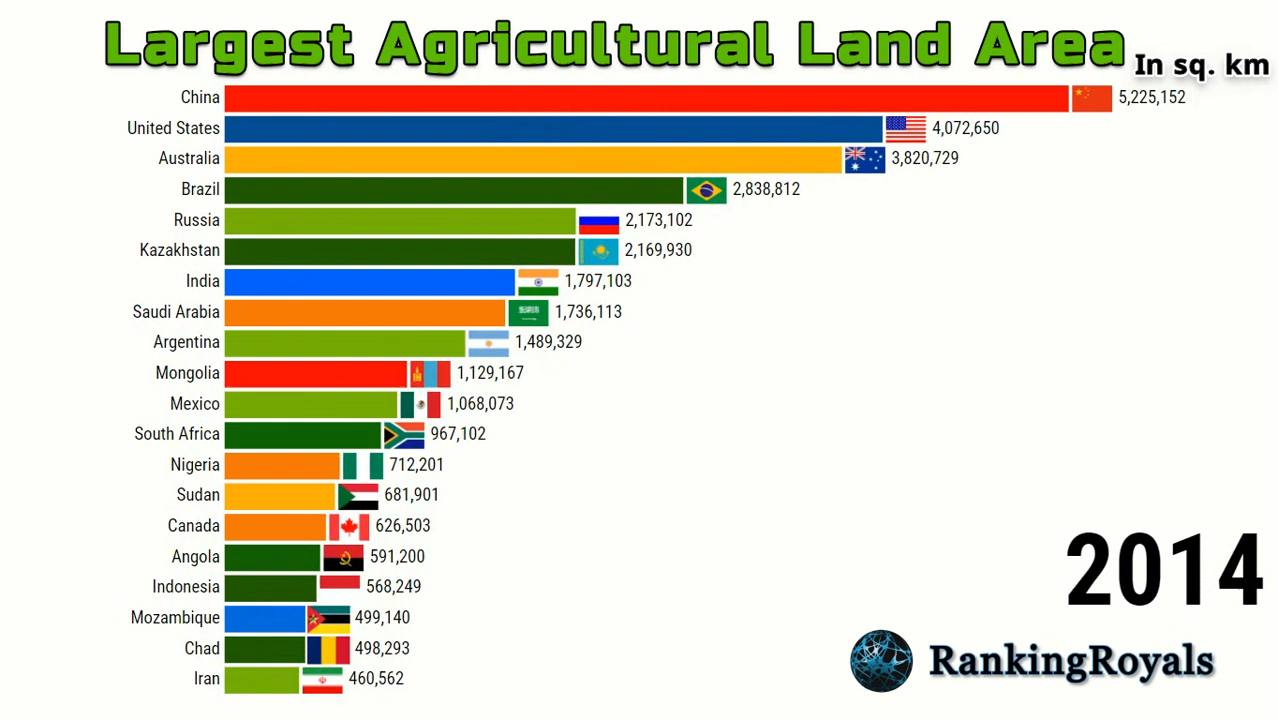 Largest Agricultural Land Area
In sq. km
China 5,225,152
United States 4,072,650
Australia 3,820,729
Brazil 2,838,812
Russia 2,173,102
Kazakhstan 2,169,930
India 1,797,103
Saudi Arabia 1,736,113
Argentina 1,489,329
Mongolia 1,129,167
Mexico 1,068,073
South Africa 967,102
Nigeria 712,201
Sudan 681,901
Canada 626,503
Angola 591,200
Indonesia 568,249
Mozambique 499,140
Chad 498,293
Iran 460,562
2014
RankingRoyals